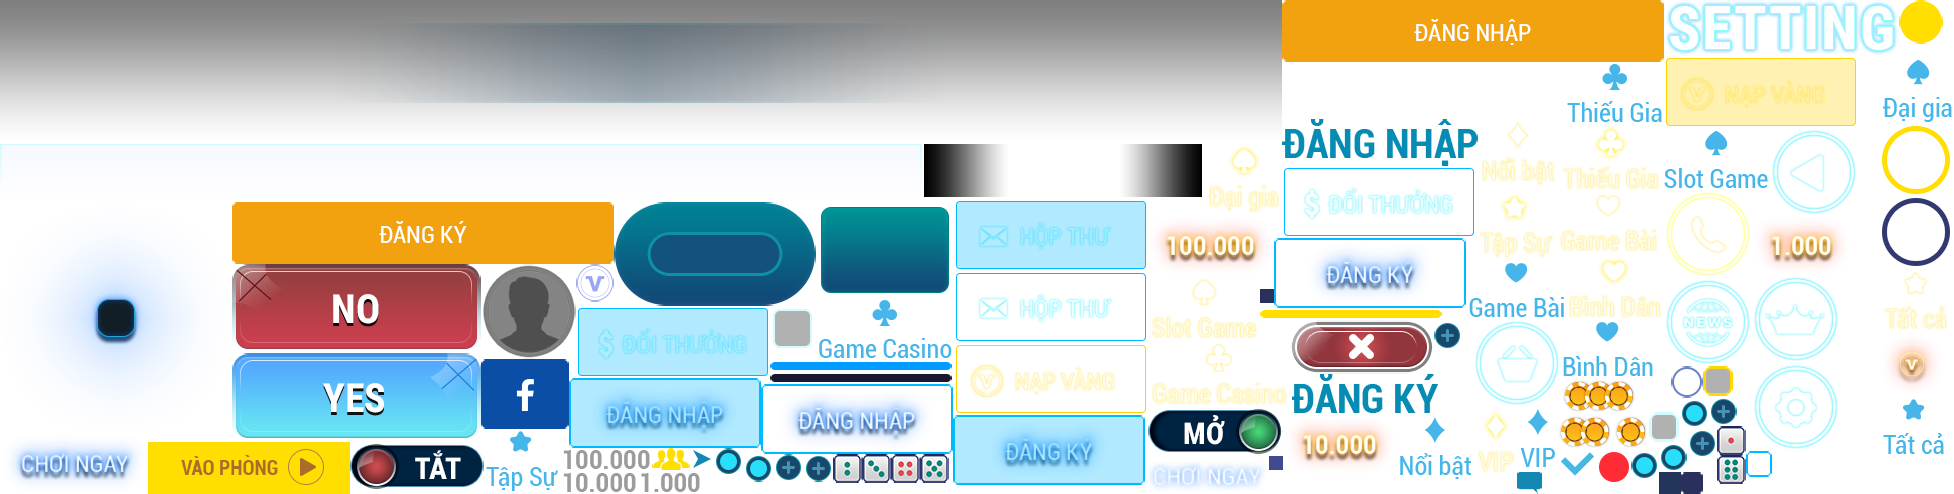 ĐĂNG NHẬP
SETTING
Thiếu Gia
NẠP VÀNG
Đại gia
ĐĂNG NHẬP
Nổi bật
Thiếu Gia
Slot Game
Đại gia
ĐỔI THƯỞNG
ĐĂNG KÝ
HỘP THƯ
100.000
Tập Sự
Game Bài
1.000
ĐĂNG KÝ
NO
V
Game Bài
Bình Dân
Tất cả
HỘP THƯ
Slot Game
NEWS
ĐỔI THƯỞNG
Game Casino
Bình Dân
V
NẠP VÀNG
Game Casino
YES
f
ĐĂNG KÝ
ĐĂNG NHẬP
ĐĂNG NHẬP
MỞ
10.000
Tất cả
ĐĂNG KÝ
CHƠI NGAY
VÀO PHÒNG
TẮT
Tập Sự
100.000
10.000
1.000
CHƠI NGAY
Nổi bật
VIP
VIP